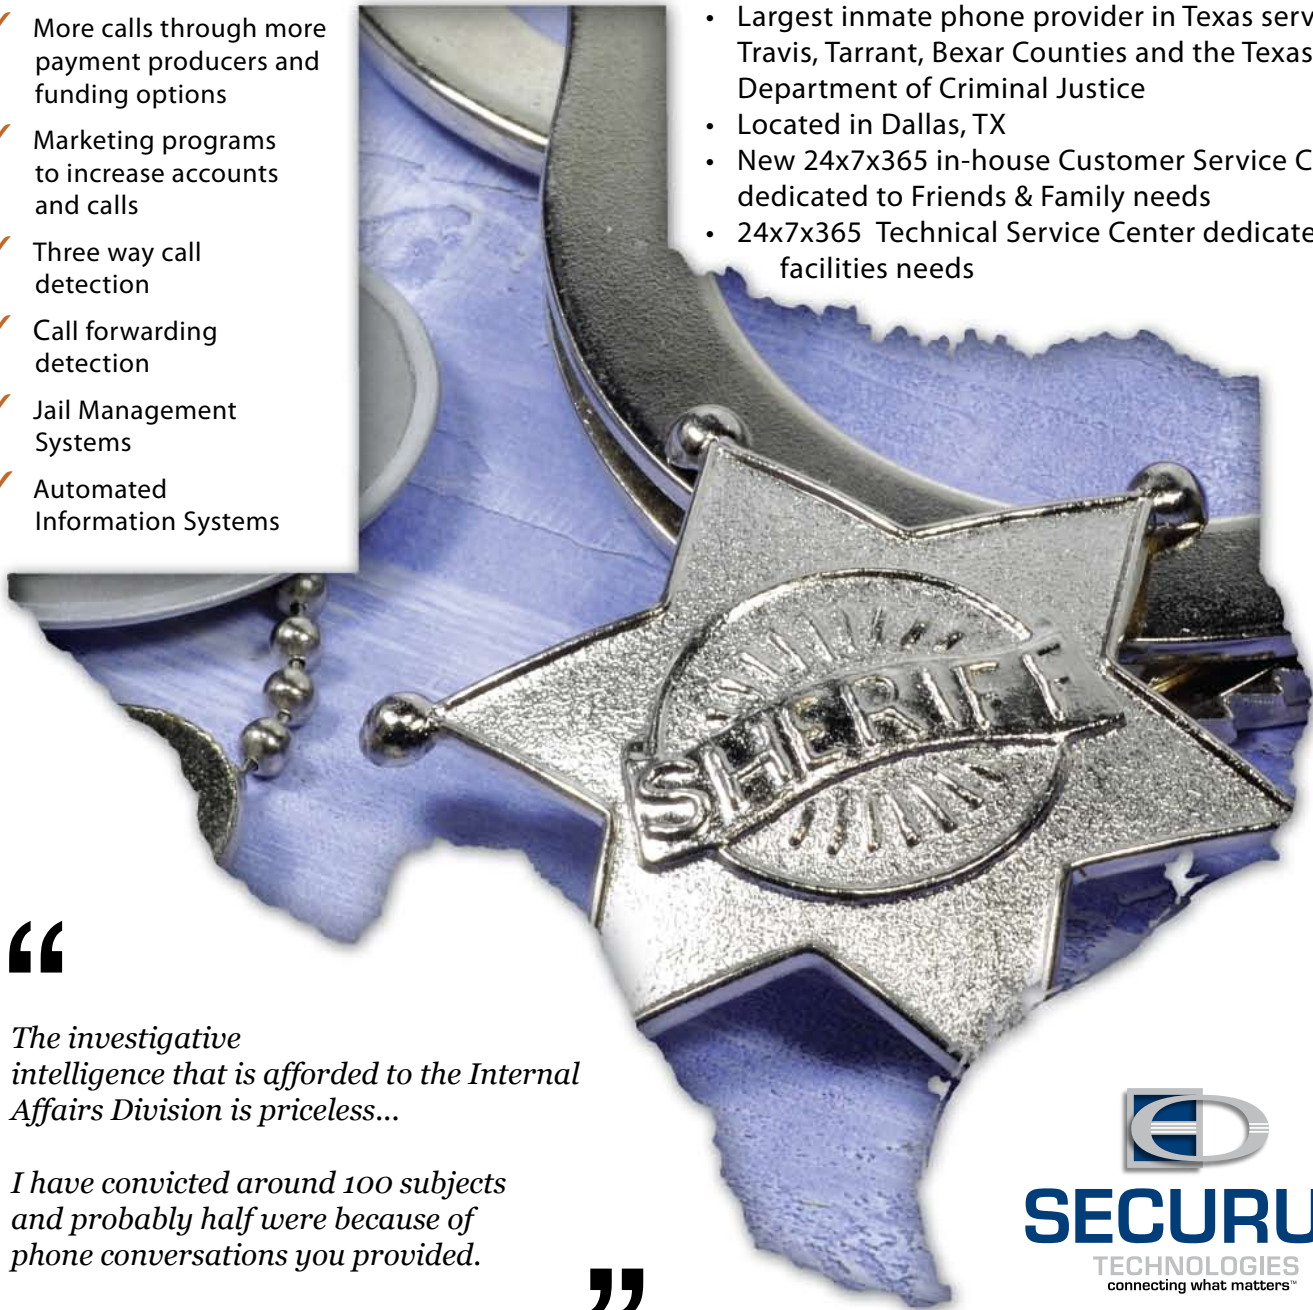 ✓ More calls through more
payment producers and
funding options
✓ Marketing programs
to increase accounts
and calls
✓ Three way call
detection
✓ Call forwarding
detection
✓ Jail Management
Systems
✓ Automated
Information Systems
• Largest inmate phone provider in Texas serv
Travis, Tarrant, Bexar Counties and the Texas
Department of Criminal Justice
• Located in Dallas, TX
• New 24x7x365 in-house Customer Service C
dedicated to Friends & Family needs
• 24x7x365 Technical Service Center dedicate
facilities needs
SHERIFF
“
The investigative
intelligence that is afforded to the Internal
Affairs Division is priceless...
I have convicted around 100 subjects
and probably half were because of
phone conversations you provided.
”
SECURU
TECHNOLOGIES
connecting what matters™